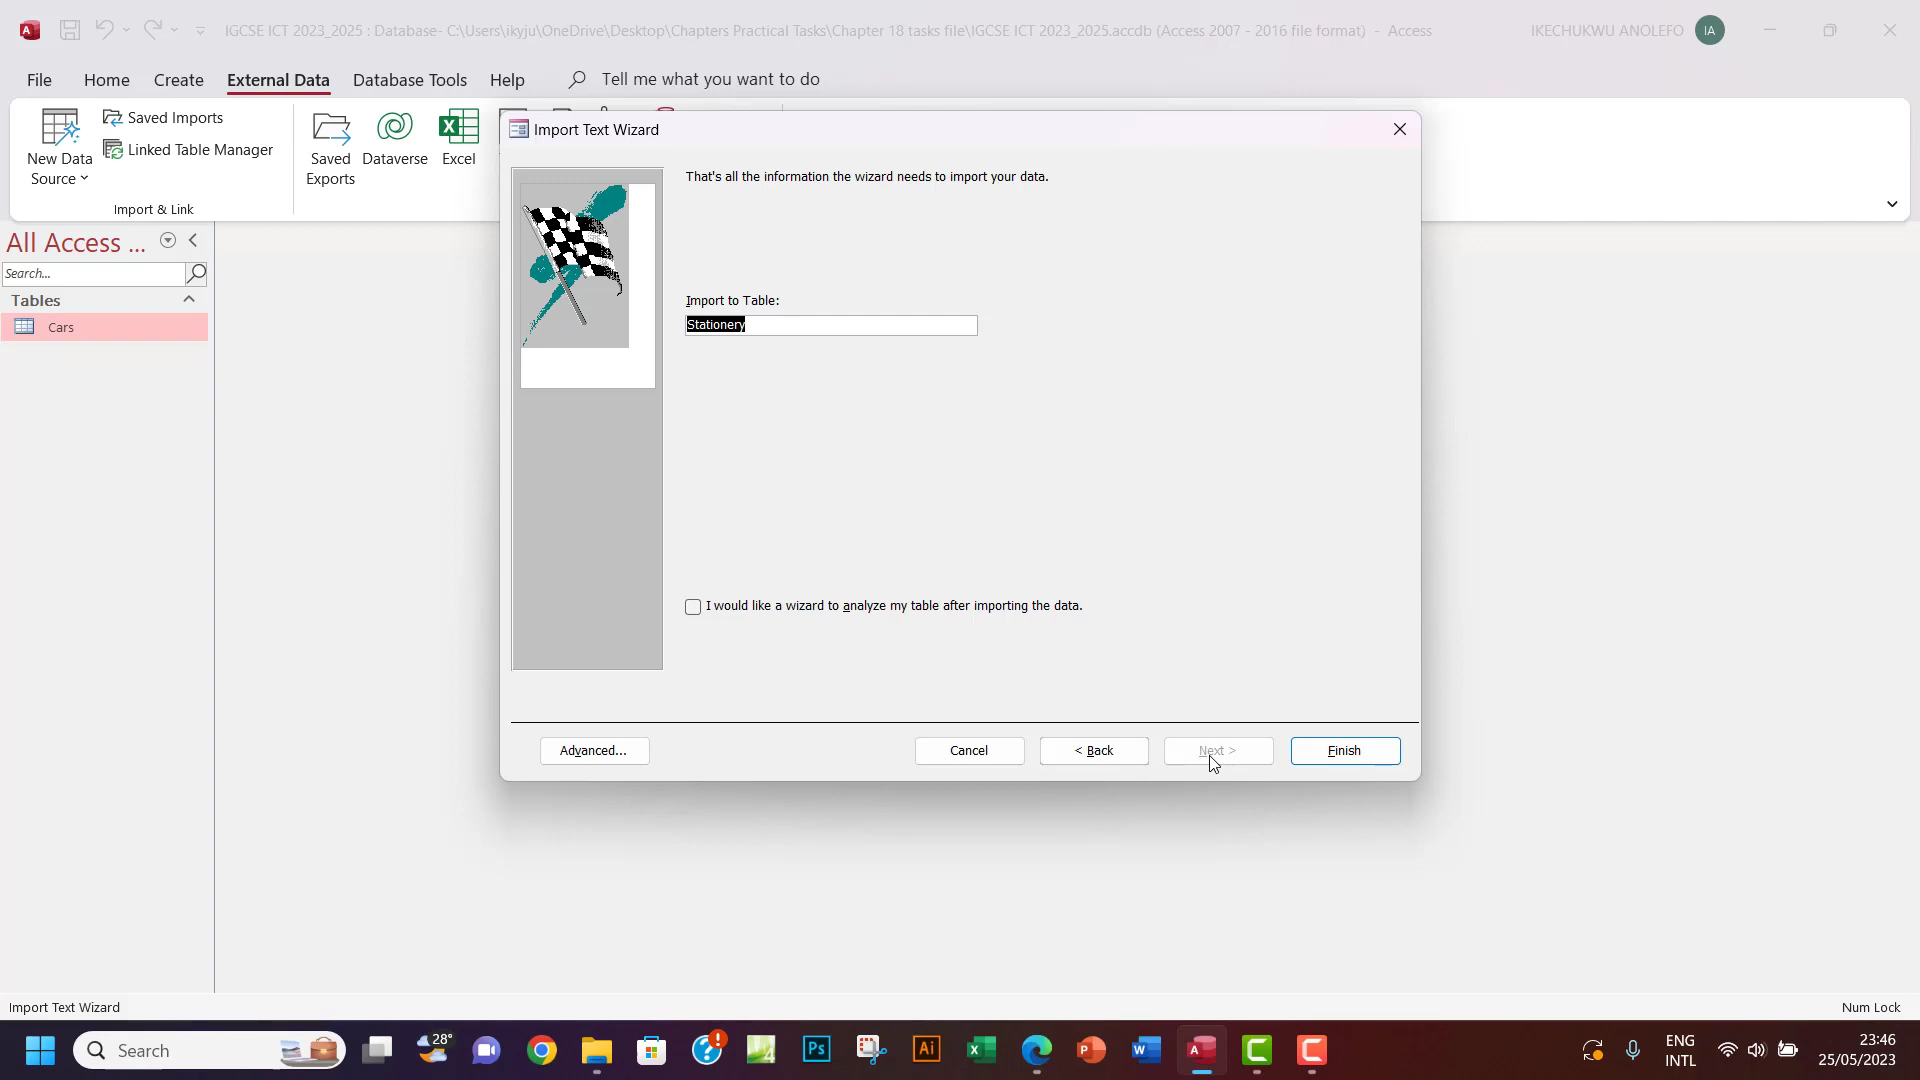 IGCSE ICT 2023_2025 : Database- C:\Users\ikyju\OneDrive\Desktop\Chapters Practical Tasks\Chapter 18 tasks file\IGCSE ICT 2023_2025.accdb (Access 2007 - 2016 file format) - Access
IKECHUKWU ANOLEFO
IA
File
Home
Create
External Data
Database Tools
Help
Tell me what you want to do
New Data
Source
Saved Imports
Linked Table Manager
Import & Link
Saved
Exports
Dataverse
Excel
Import Text Wizard
All Access ...
Search...
Tables
Cars
That's all the information the wizard needs to import your data.
Import to Table:
Stationery
I would like a wizard to analyze my table after importing the data.
Advanced...
Cancel
< Back
Next >
Finish
Import Text Wizard
Num Lock
Search
28°
Ps
Ai
ENG
INTL
23:46
25/05/2023